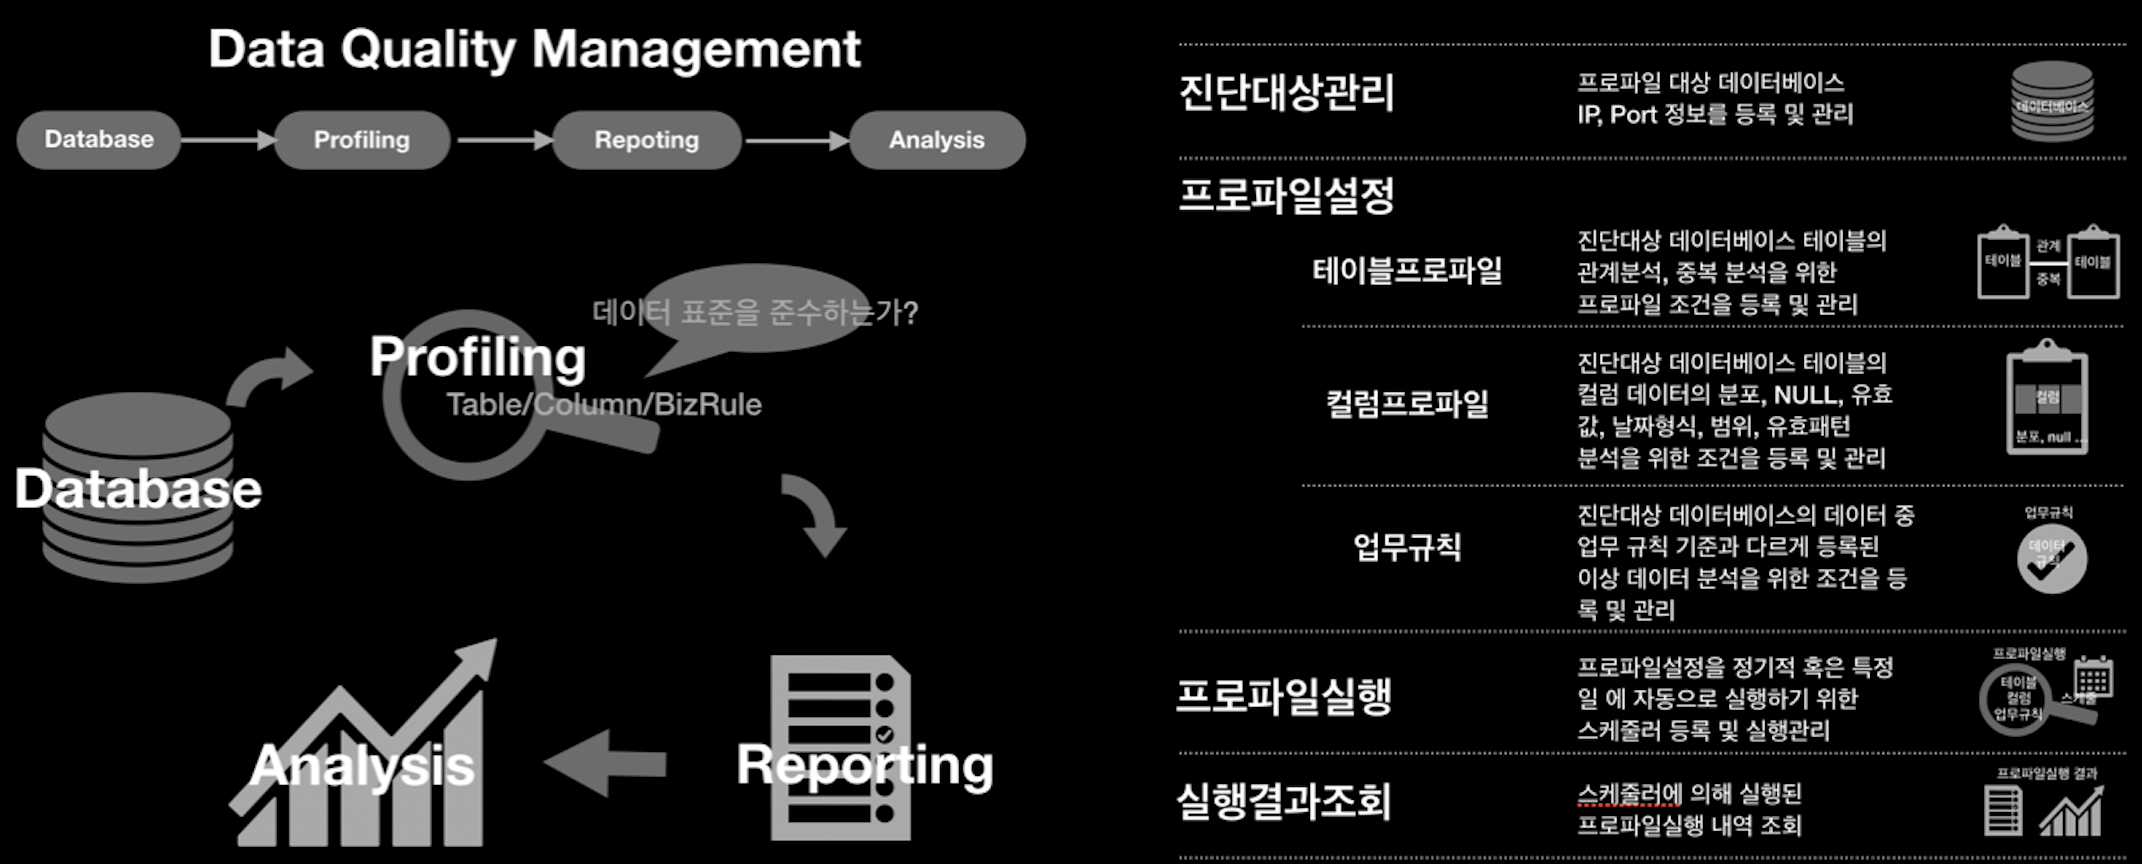 Data Quality Management
Database
Profiling
Repoting
Analysis
데이터 표준을 준수하는가?
Profiling
Table/Column/BizRule
Database
Analysis
Reporting
진단대상관리
프로파일 대상 데이터베이스
IP, Port 정보를 등록 및 관리
데이터베이스
프로파일설정
테이블프로파일
진단대상 데이터베이스 테이블의
관계분석, 중복 분석을 위한
프로파일 조건을 등록 및 관리
테이블
관계
중복
테이블
컬럼프로파일
진단대상 데이터베이스 테이블의
컬럼 데이터의 분포, NULL, 유효
값, 날짜형식, 범위, 유효패턴
분석을 위한 조건을 등록 및 관리
컬럼
분포, null ...
업무규칙
진단대상 데이터베이스의 데이터 중
업무 규칙 기준과 다르게 등록된
이상 데이터 분석을 위한 조건을 등
록 및 관리
업무규칙
데이터
규칙
프로파일실행
프로파일설정을 정기적 혹은 특정
일 에 자동으로 실행하기 위한
스케줄러 등록 및 실행관리
프로파일실행
테이블
컬럼
업무규칙
스케줄
실행결과조회
스케줄러에 의해 실행된
프로파일실행 내역 조회
프로파일실행 결과